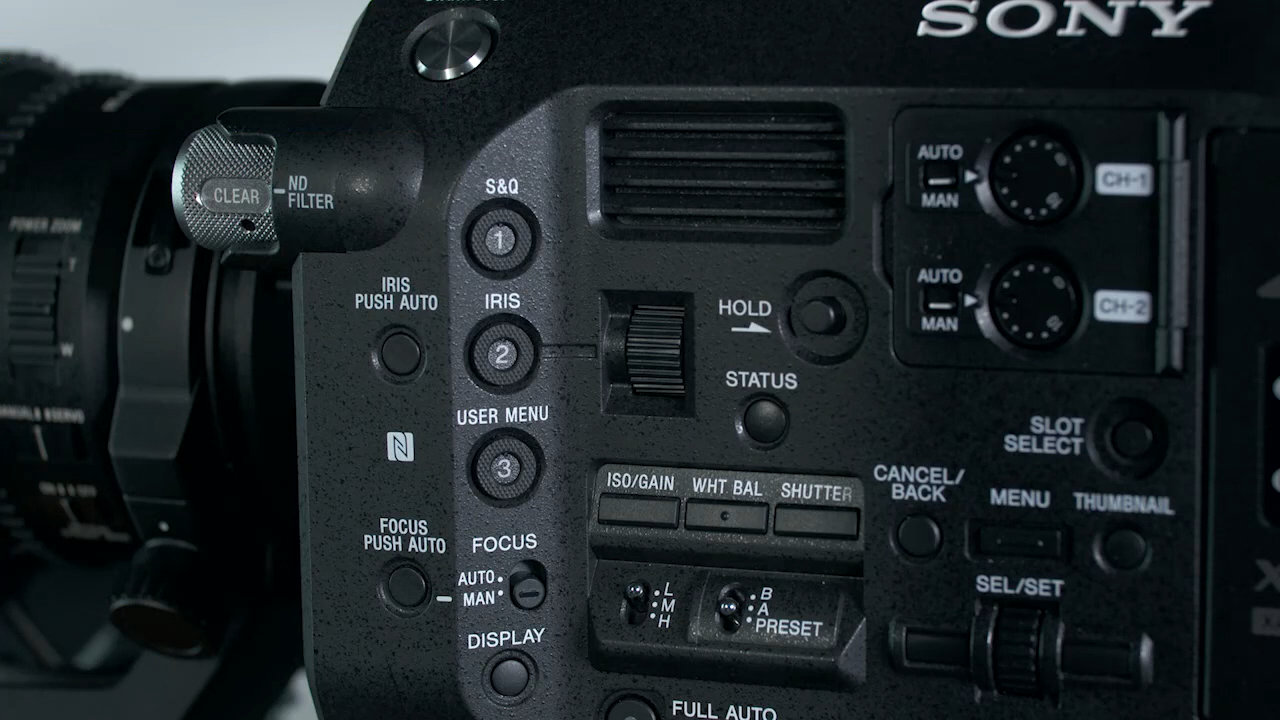 SONY
CLEAR
ND
FILTER
S&Q
1
IRIS
PUSH AUTO
IRIS
2
USER MENU
3
FOCUS
PUSH AUTO
FOCUS
AUTO
MAN
DISPLAY
HOLD
STATUS
ISO/GAIN
WHT BAL
SHUTTER
L
M
H
B
A
PRESET
FULL AUTO
AUTO
MAN
CH-1
AUTO
MAN
CH-2
SLOT
SELECT
CANCEL/
BACK
MENU
THUMBNAIL
SEL/SET
POWER ZOOM
T
W